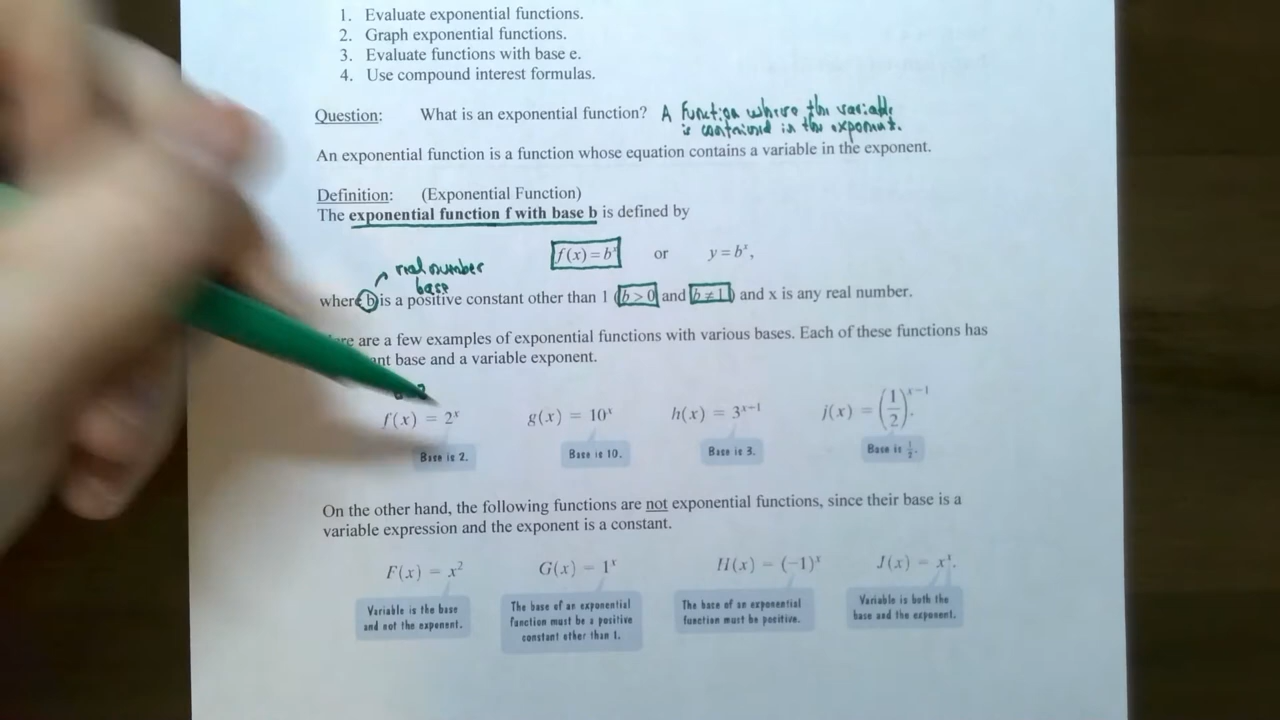 1. Evaluate exponential functions.
2. Graph exponential functions.
3. Evaluate functions with base e.
4. Use compound interest formulas.
Question: What is an exponential function? A function where the variable
is contained in the exponent.
An exponential function is a function whose equation contains a variable in the exponent.
Definition: (Exponential Function)
The exponential function f with base b is defined by
f(x) = bˣ or y = bˣ,
real number
base
where b is a positive constant other than 1 (b > 0 and b ≠ 1) and x is any real number.
are a few examples of exponential functions with various bases. Each of these functions has
base and a variable exponent.
f(x) = 2ˣ g(x) = 10ˣ h(x) = 3ˣ⁻¹ j(x) = (1/2)ˣ⁻¹.
Base is 2. Base is 10. Base is 3. Base is 1/2.
On the other hand, the following functions are not exponential functions, since their base is a
variable expression and the exponent is a constant.
F(x) = x² G(x) = 1ˣ H(x) = (−1)ˣ J(x) = xˣ.
Variable is the base
and not the exponent.
The base of an exponential
function must be a positive
constant other than 1.
The base of an exponential
function must be positive.
Variable is both the
base and the exponent.